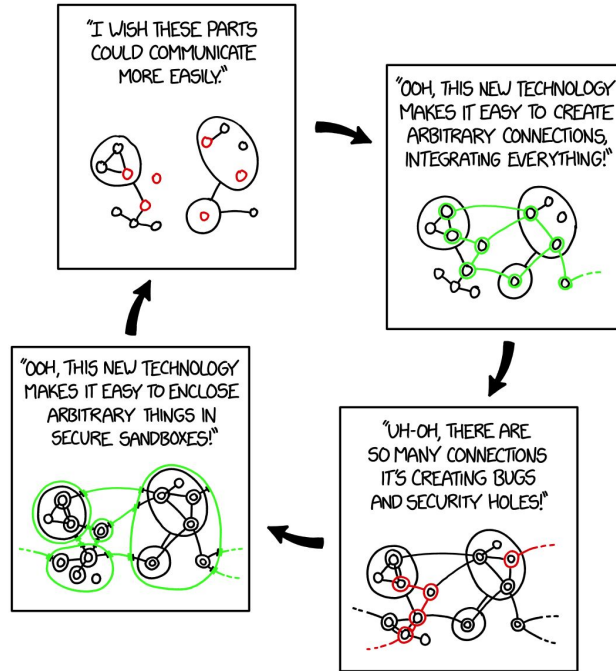 "I WISH THESE PARTS
COULD COMMUNICATE
MORE EASILY."
"OOH, THIS NEW TECHNOLOGY
MAKES IT EASY TO CREATE
ARBITRARY CONNECTIONS,
INTEGRATING EVERYTHING!"
"UH-OH, THERE ARE
SO MANY CONNECTIONS
IT'S CREATING BUGS
AND SECURITY HOLES!"
"OOH, THIS NEW TECHNOLOGY
MAKES IT EASY TO ENCLOSE
ARBITRARY THINGS IN
SECURE SANDBOXES!"